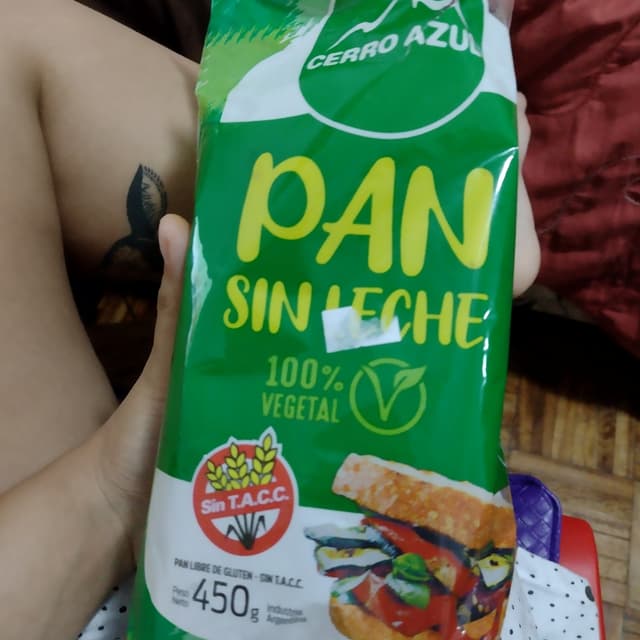 CERRO AZUL
PAN
SIN LECHE
100%
VEGETAL
Sin T.A.C.C.
PAN LIBRE DE GLUTEN - SIN T.A.C.C.
Peso
Neto
450g
Industria
Argentina